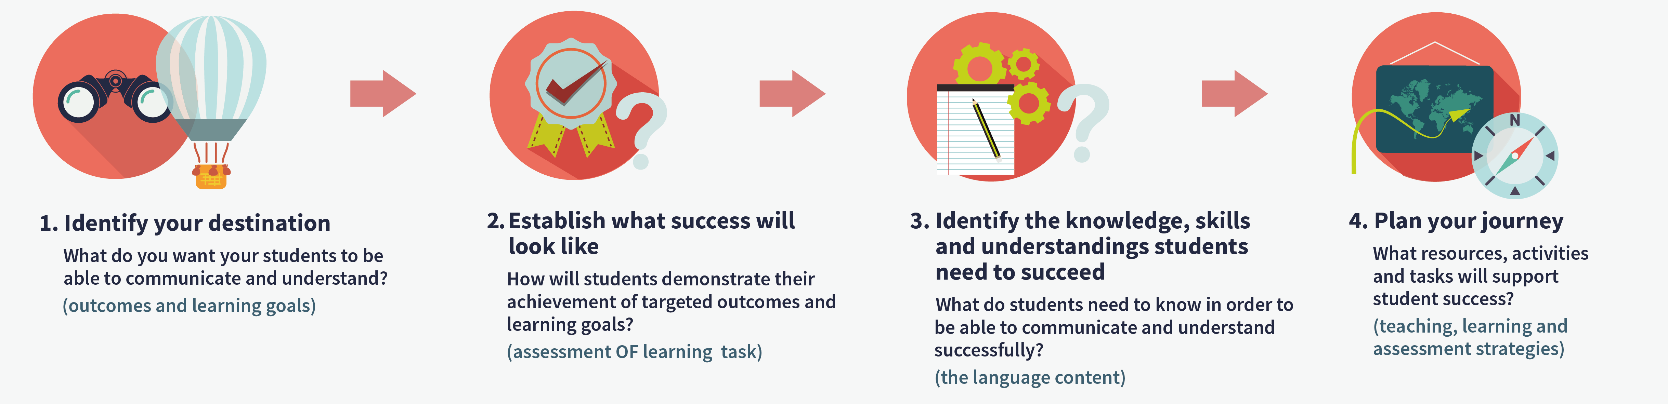 1. Identify your destination
What do you want your students to be
able to communicate and understand?
(outcomes and learning goals)
2. Establish what success will
look like
How will students demonstrate their
achievement of targeted outcomes and
learning goals?
(assessment OF learning task)
3. Identify the knowledge, skills
and understandings students
need to succeed
What do students need to know in order to
be able to communicate and understand
successfully?
(the language content)
N
4. Plan your journey
What resources, activities
and tasks will support
student success?
(teaching, learning and
assessment strategies)